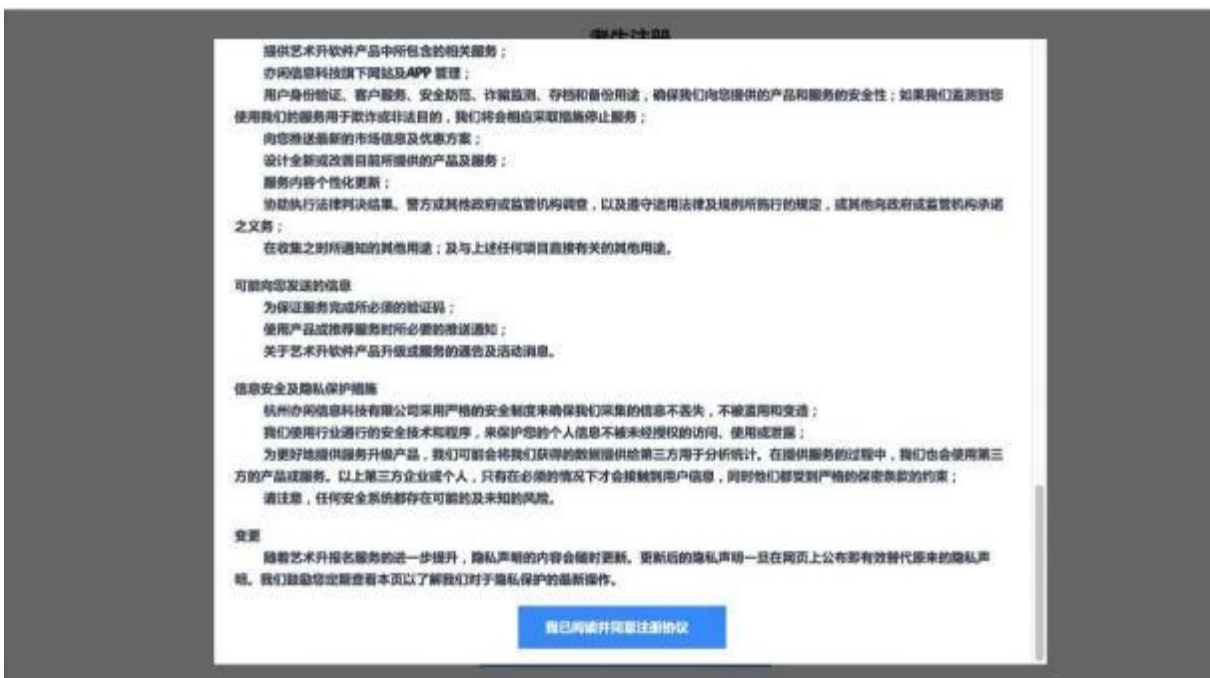 考生注册
提供艺术升软件产品中所包含的相关服务；
亦闲信息科技旗下网站及APP 管理；
用户身份验证、客户服务、安全防范、诈骗监测、存档和备份用途，确保我们向您提供的产品和服务的安全性；如果我们监测到您
使用我们的服务用于欺诈或非法目的，我们将会相应采取措施停止服务；
向您推送最新的市场信息及优惠方案；
设计全新或改善目前所提供的产品及服务；
服务内容个性化更新；
协助执行法律判决结果、警方或其他政府或监管机构调查，以及遵守适用法律及规例所施行的规定，或其他向政府或监管机构承诺
之义务；
在收集之时所通知的其他用途；及与上述任何项目直接有关的其他用途。
可能向您发送的信息
为保证服务完成所必须的验证码；
使用产品或推荐服务时所必要的推送通知；
关于艺术升软件产品升级或服务的通告及活动消息。
信息安全及隐私保护措施
杭州亦闲信息科技有限公司采用严格的安全制度来确保我们采集的信息不丢失，不被滥用和变造；
我们使用行业通行的安全技术和程序，来保护您的个人信息不被未经授权的访问、使用或泄露；
为更好地提供服务升级产品，我们可能会将我们获得的数据提供给第三方用于分析统计。在提供服务的过程中，我们也会使用第三
方的产品或服务。以上第三方企业或个人，只有在必须的情况下才会接触到用户信息，同时他们都受到严格的保密条款的约束；
请注意，任何安全系统都存在可能的及未知的风险。
变更
随着艺术升报名服务的进一步提升，隐私声明的内容会随时更新。更新后的隐私声明一旦在网页上公布即有效替代原来的隐私声
明。我们鼓励您定期查看本页以了解我们对于隐私保护的最新操作。
我已阅读并同意注册协议